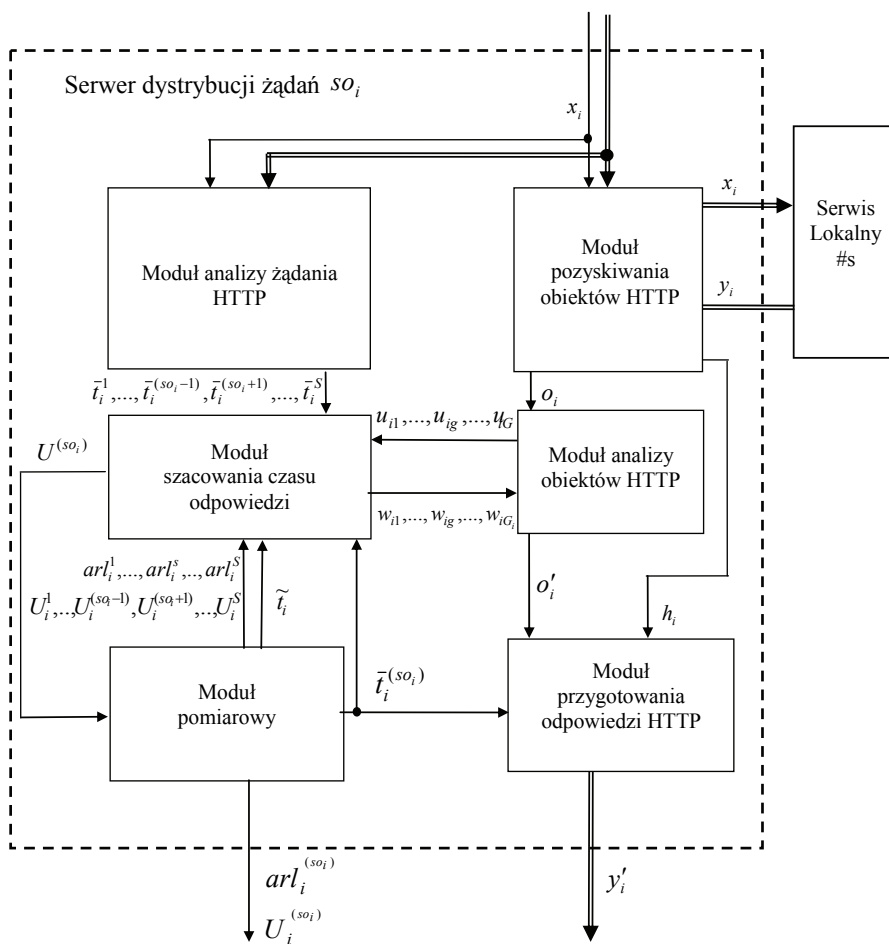 Serwer dystrybucji żądań so_i
x_i
x_i
Serwis
Lokalny
#s
y_i
Moduł analizy żądania
HTTP
Moduł
pozyskiwania
obiektów HTTP
t̄_i^1,...,t̄_i^(so_i−1),t̄_i^(so_i+1),...,t̄_i^S
o_i
u_i1,...,u_ig,...,u_iG
U^(so_i)
Moduł
szacowania czasu
odpowiedzi
Moduł analizy
obiektów HTTP
w_i1,...,w_ig,...,w_iG_i
arl_i^1,...,arl_i^s,..,arl_i^S
U_i^1,..,U_i^(so_i−1),U_i^(so_i+1),..,U_i^S
t̃_i
o′_i
h_i
Moduł
pomiarowy
t̄_i^(so_i)
Moduł
przygotowania
odpowiedzi HTTP
arl_i^(so_i)
U_i^(so_i)
y′_i